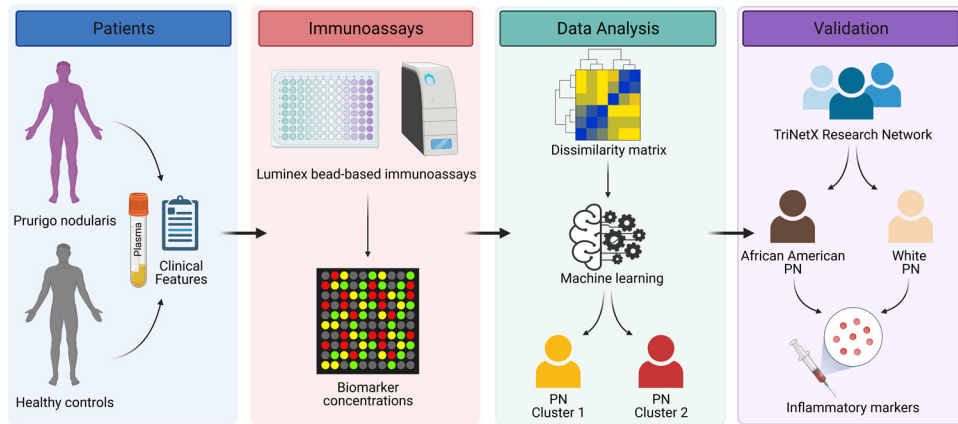 Patients
Prurigo nodularis
Plasma
Clinical
Features
Healthy controls
Immunoassays
Luminex bead-based immunoassays
Biomarker
concentrations
Data Analysis
Dissimilarity matrix
Machine learning
PN
Cluster 1
PN
Cluster 2
Validation
TriNetX Research Network
African American
PN
White
PN
Inflammatory markers